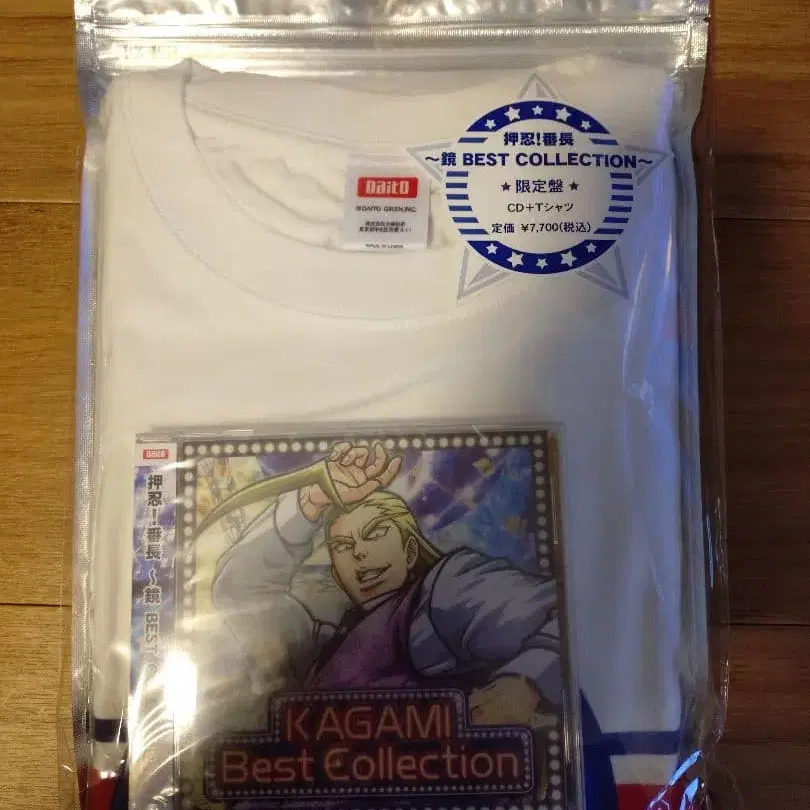 押忍!番長
～鏡 BEST COLLECTION～
★限定盤★
CD+Tシャツ
定価 ¥7,700(税込)
DAITO
©DAITO GIKEN,INC.
DAITO
押忍!番長 ～鏡 BEST
KAGAMI
Best Collection